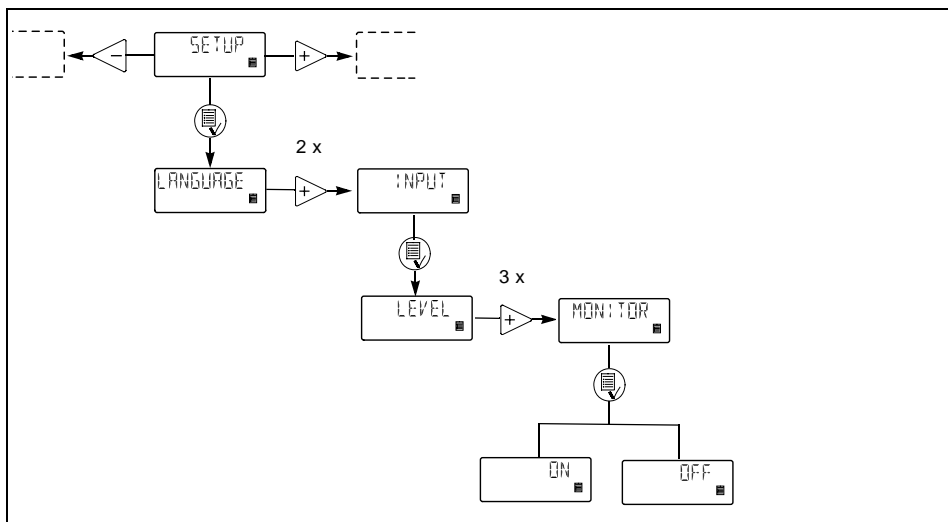 − SETUP +
2 x
LANGUAGE + INPUT
3 x
LEVEL + MONITOR
ON OFF